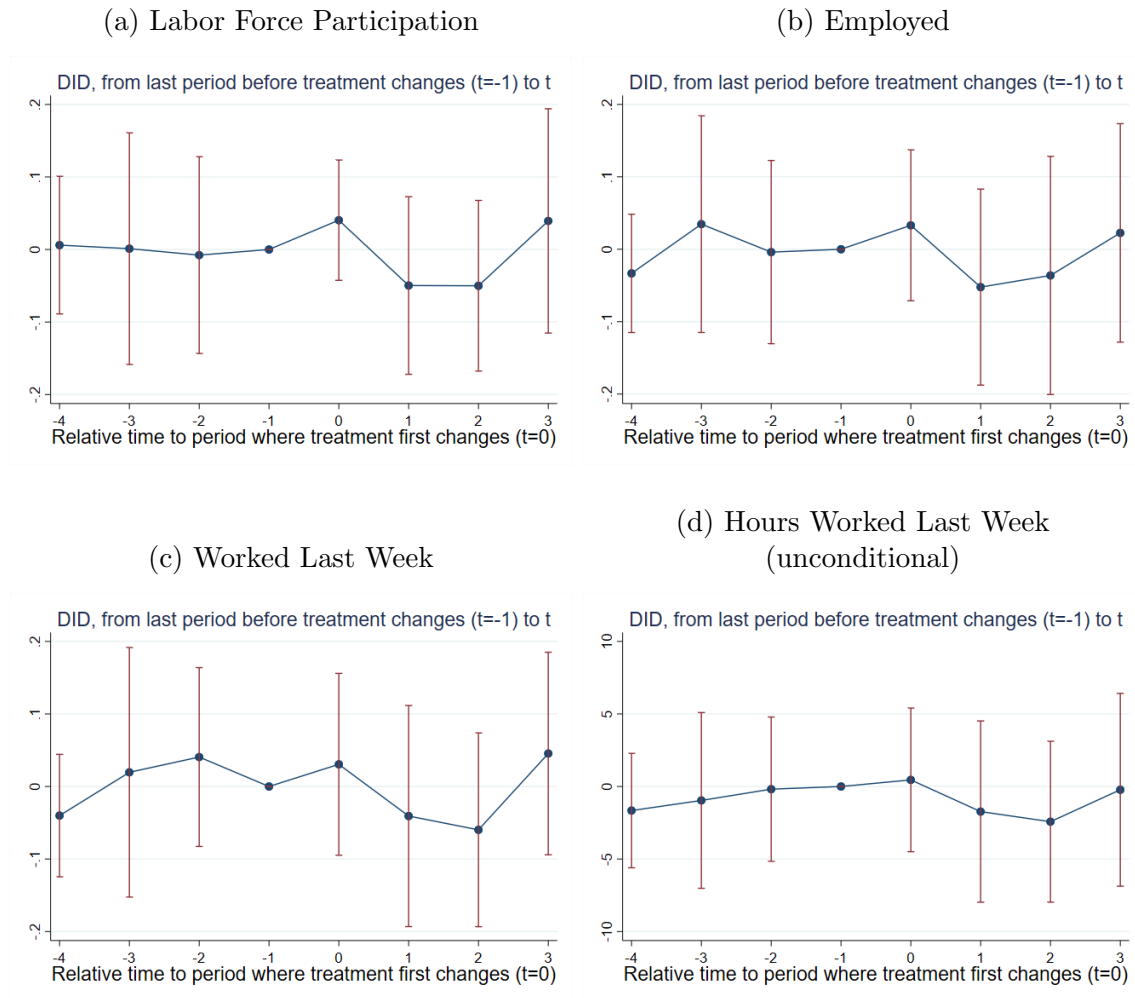 (a) Labor Force Participation
DID, from last period before treatment changes (t=-1) to t
.2
.1
0
-.1
-.2
-4 -3 -2 -1 0 1 2 3
Relative time to period where treatment first changes (t=0)
(b) Employed
DID, from last period before treatment changes (t=-1) to t
.2
.1
0
-.1
-.2
-4 -3 -2 -1 0 1 2 3
Relative time to period where treatment first changes (t=0)
(c) Worked Last Week
DID, from last period before treatment changes (t=-1) to t
.2
.1
0
-.1
-.2
-4 -3 -2 -1 0 1 2 3
Relative time to period where treatment first changes (t=0)
(d) Hours Worked Last Week
(unconditional)
DID, from last period before treatment changes (t=-1) to t
10
5
0
-5
-10
-4 -3 -2 -1 0 1 2 3
Relative time to period where treatment first changes (t=0)